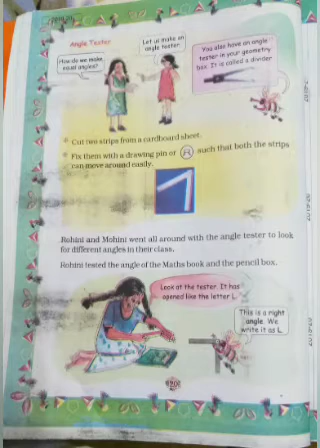 Angle Tester
How do we make
equal angles?
Let us make an
angle tester.
You also have an angle
tester in your geometry
box. It is called a divider
* Cut two strips from a cardboard sheet.
* Fix them with a drawing pin or such that both the strips
can move around easily.
Rohini and Mohini went all around with the angle tester to look
for different angles in their class.
Rohini tested the angle of the Maths book and the pencil box.
Look at the tester. It has
opened like the letter L.
This is a right
angle. We
write it as L.